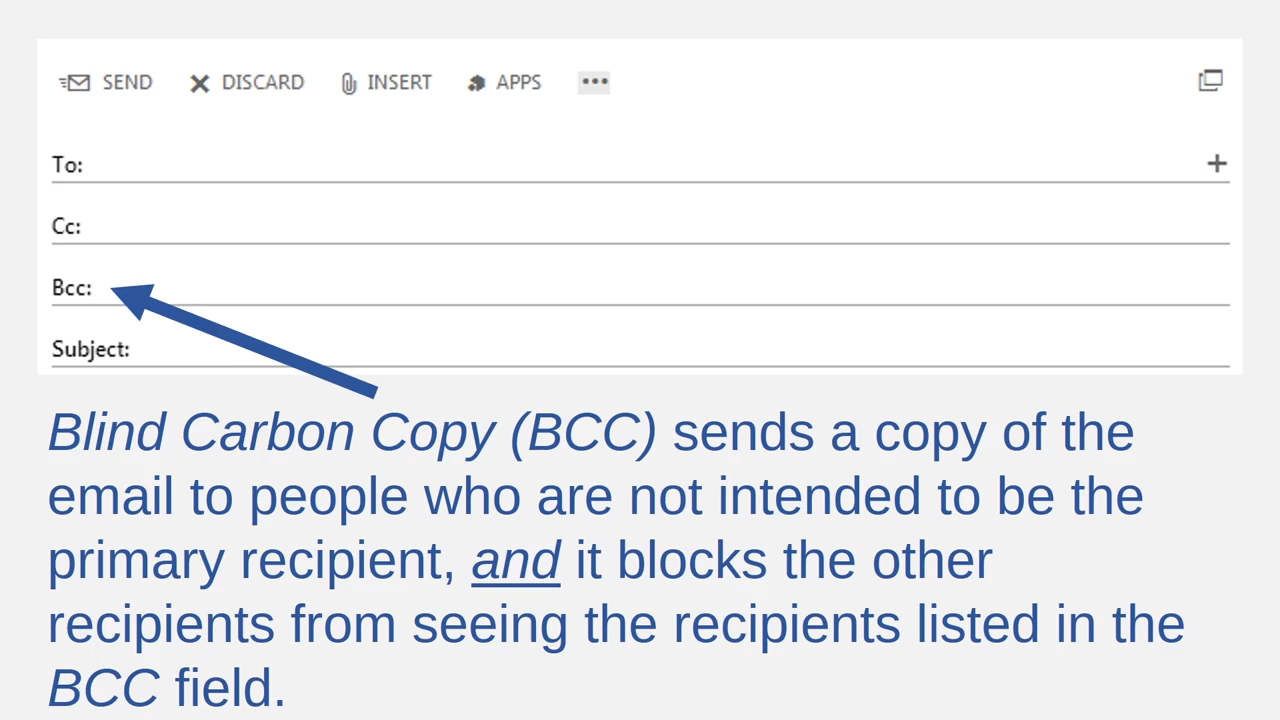 SEND DISCARD INSERT APPS •••
To: +
Cc:
Bcc:
Subject:
Blind Carbon Copy (BCC) sends a copy of the
email to people who are not intended to be the
primary recipient, and it blocks the other
recipients from seeing the recipients listed in the
BCC field.